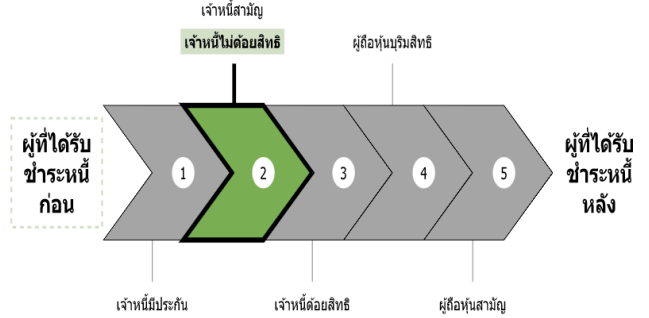 เจ้าหนี้สามัญ
เจ้าหนี้ไม่ด้อยสิทธิ
ผู้ถือหุ้นบุริมสิทธิ
ผู้ที่ได้รับ
ชำระหนี้
ก่อน
1
2
3
4
5
ผู้ที่ได้รับ
ชำระหนี้
หลัง
เจ้าหนี้มีประกัน
เจ้าหนี้ด้อยสิทธิ
ผู้ถือหุ้นสามัญ